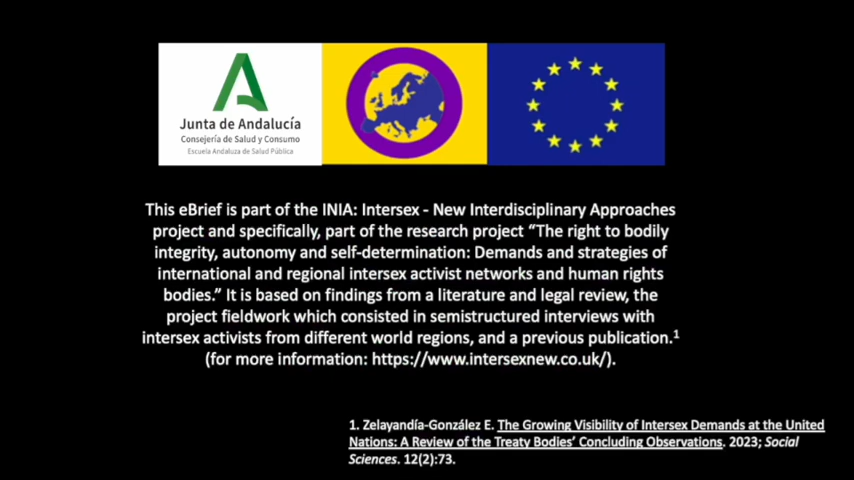 Junta de Andalucía
Consejería de Salud y Consumo
Escuela Andaluza de Salud Pública
This eBrief is part of the INIA: Intersex - New Interdisciplinary Approaches
project and specifically, part of the research project “The right to bodily
integrity, autonomy and self-determination: Demands and strategies of
international and regional intersex activist networks and human rights
bodies.” It is based on findings from a literature and legal review, the
project fieldwork which consisted in semistructured interviews with
intersex activists from different world regions, and a previous publication.¹
(for more information: https://www.intersexnew.co.uk/).
1. Zelayandía-González E. The Growing Visibility of Intersex Demands at the United
Nations: A Review of the Treaty Bodies’ Concluding Observations. 2023; Social
Sciences. 12(2):73.